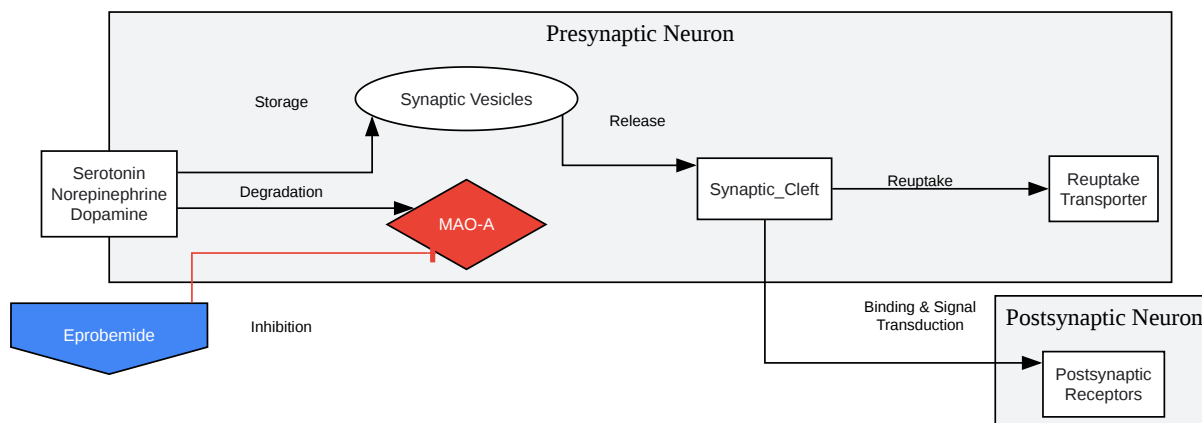 Presynaptic Neuron
Storage
Synaptic Vesicles
Release
Serotonin
Norepinephrine
Dopamine
Degradation
MAO-A
Synaptic_Cleft
Reuptake
Reuptake
Transporter
Eprobemide
Inhibition
Binding & Signal
Transduction
Postsynaptic Neuron
Postsynaptic
Receptors